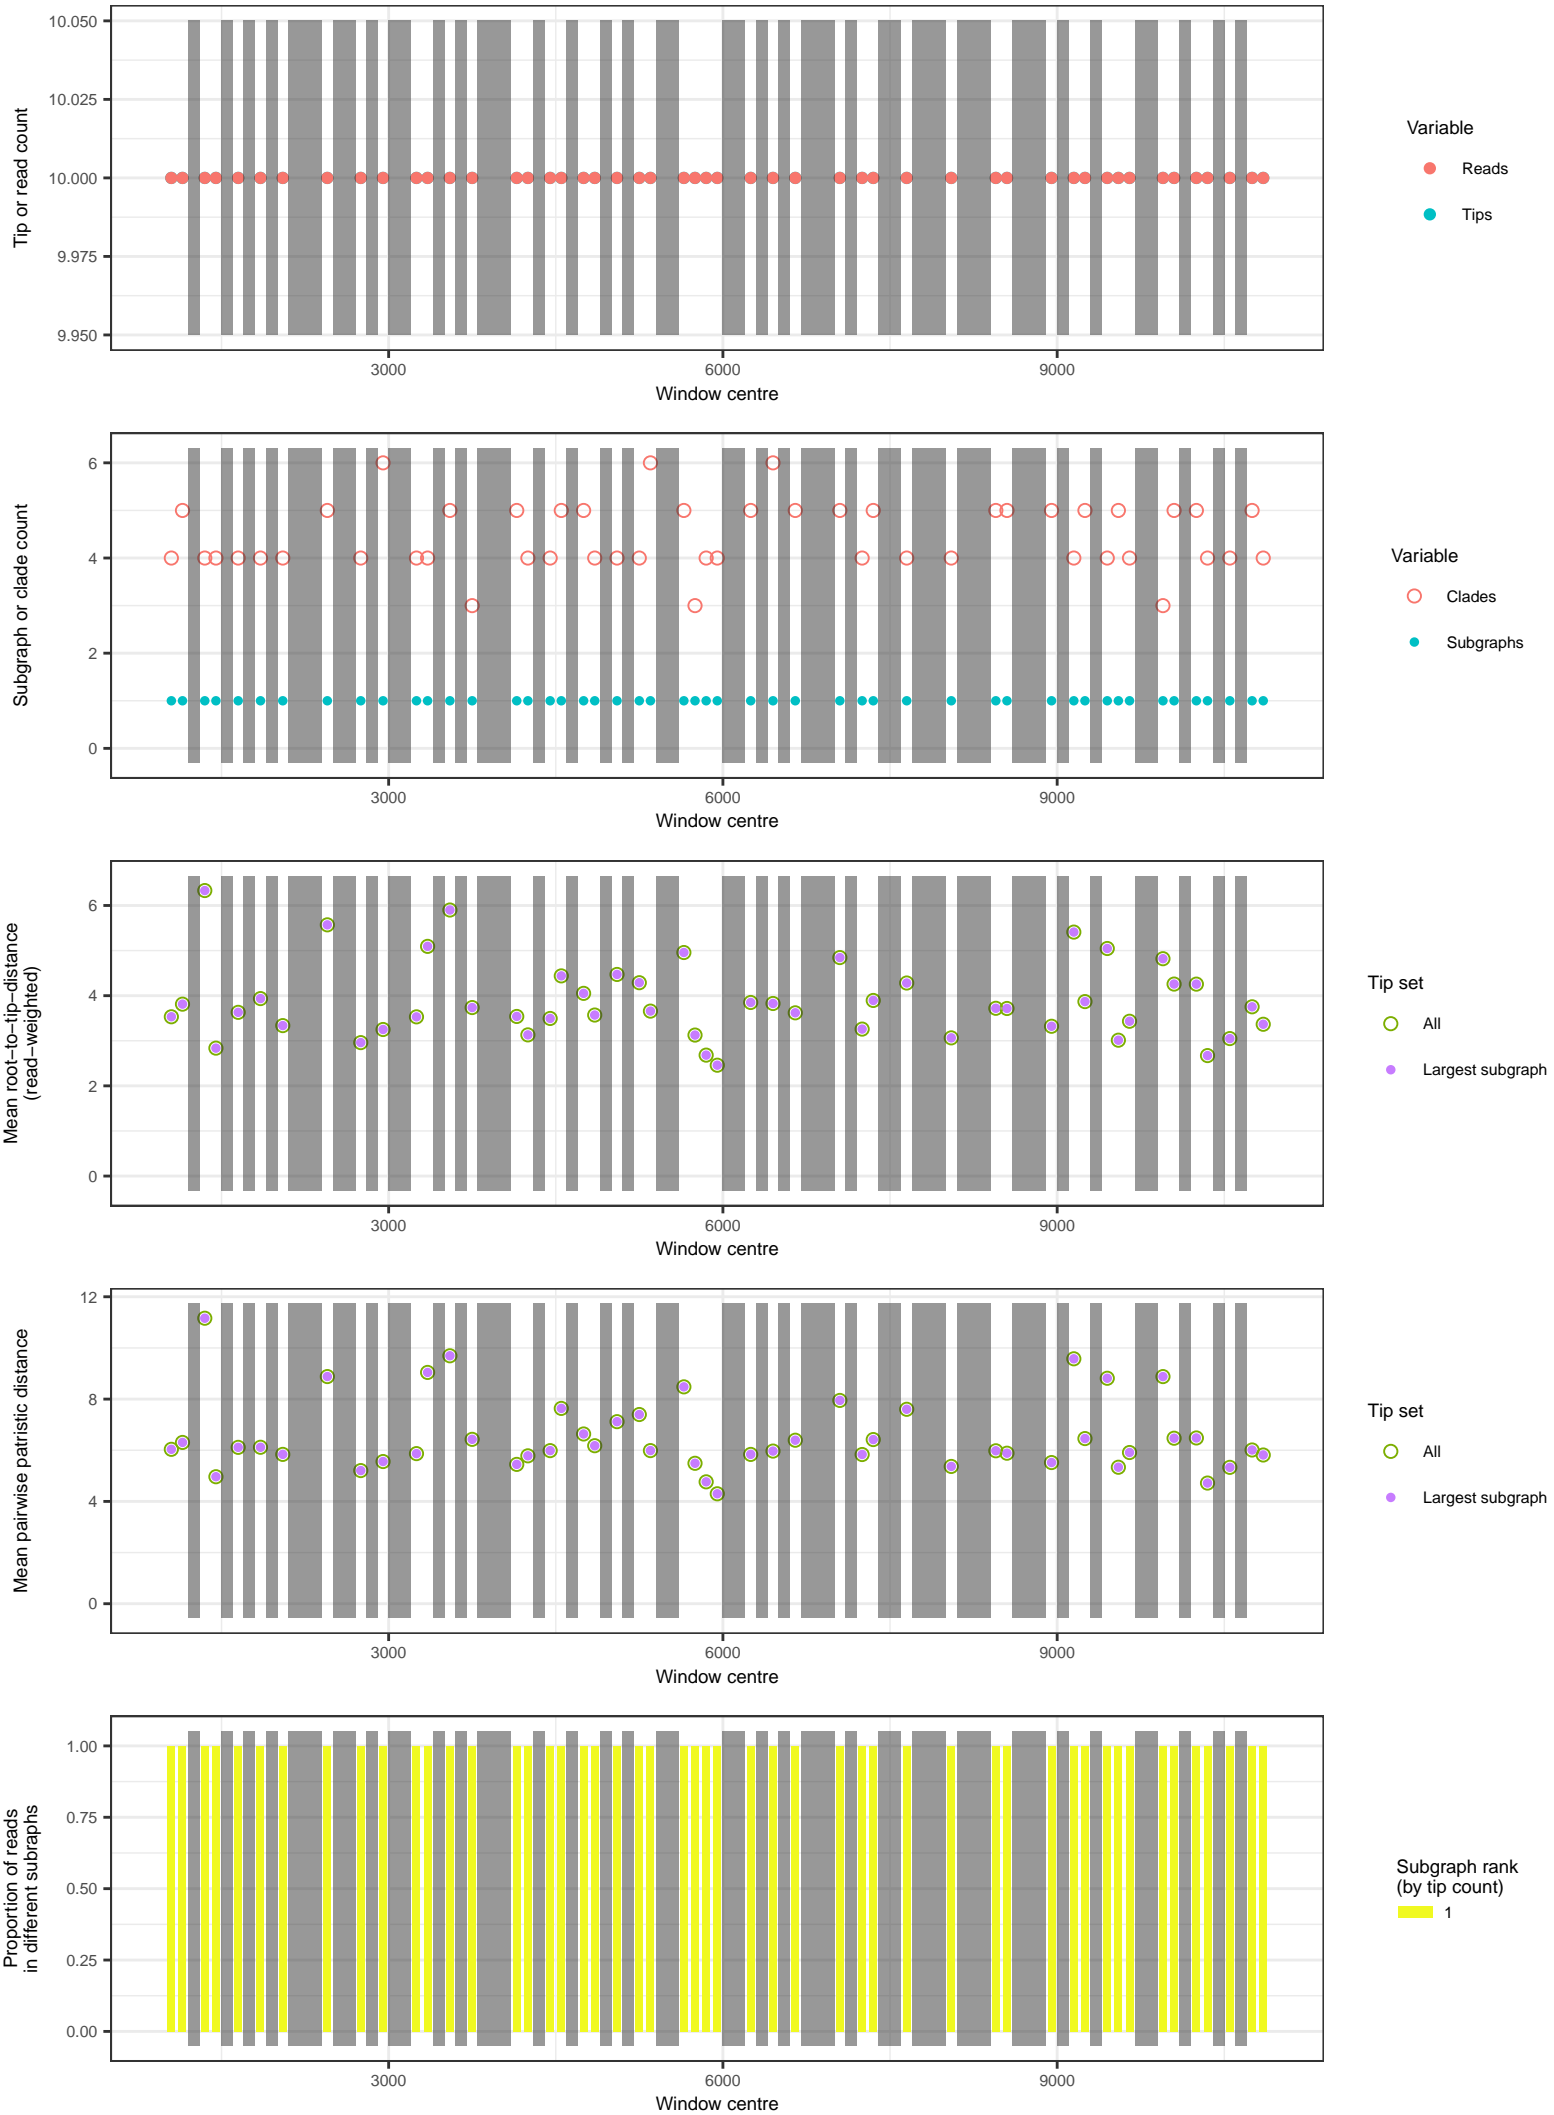 10.050
10.025
10.000
9.975
9.950
Tip or read count
3000
6000
9000
Window centre
Variable
Reads
Tips
6
4
2
0
Subgraph or clade count
3000
6000
9000
Window centre
Variable
Clades
Subgraphs
6
4
2
0
Mean root−to−tip−distance
(read−weighted)
3000
6000
9000
Window centre
Tip set
All
Largest subgraph
12
8
4
0
Mean pairwise patristic distance
3000
6000
9000
Window centre
Tip set
All
Largest subgraph
1.00
0.75
0.50
0.25
0.00
Proportion of reads
in different subraphs
3000
6000
9000
Window centre
Subgraph rank
(by tip count)
1